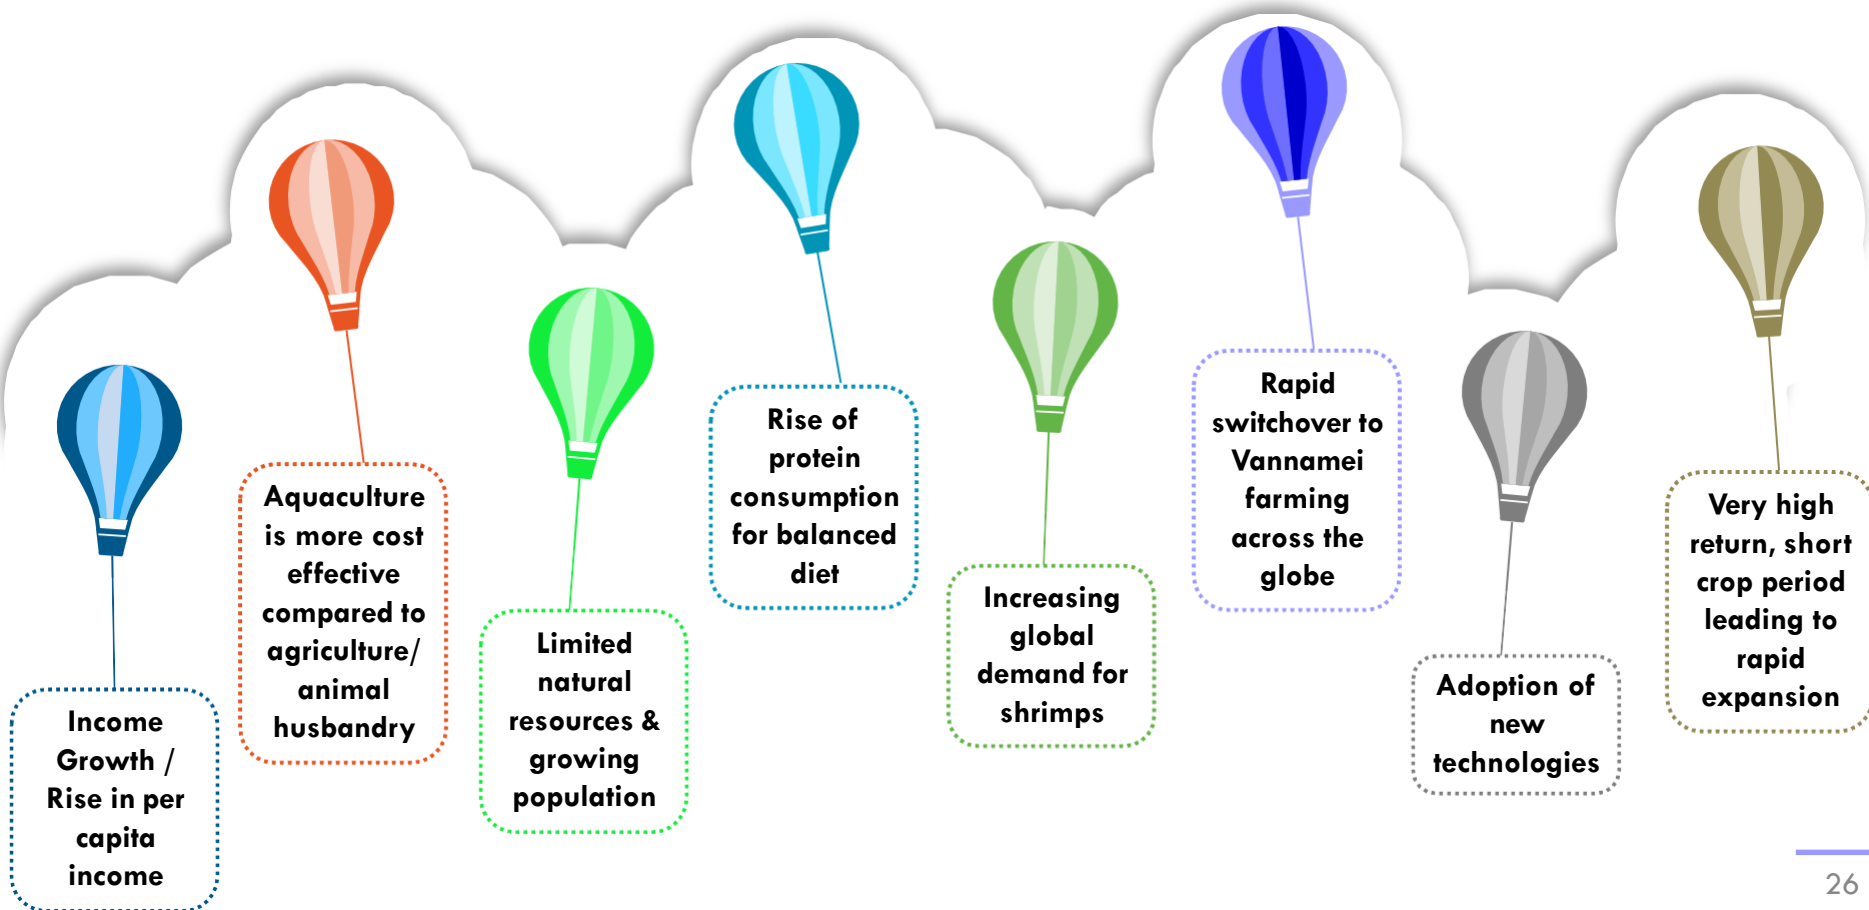 Income
Growth /
Rise in per
capita
income
Aquaculture
is more cost
effective
compared to
agriculture/
animal
husbandry
Limited
natural
resources &
growing
population
Rise of
protein
consumption
for balanced
diet
Increasing
global
demand for
shrimps
Rapid
switchover to
Vannamei
farming
across the
globe
Adoption of
new
technologies
Very high
return, short
crop period
leading to
rapid
expansion
26